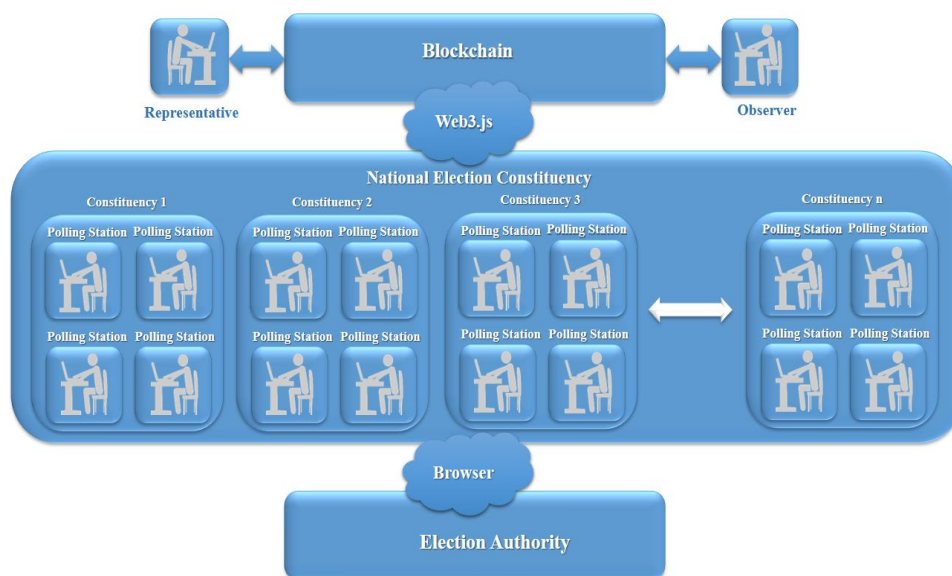 Blockchain
Representative
Observer
Web3.js
National Election Constituency
Constituency 1
Constituency 2
Constituency 3
Constituency n
Polling Station Polling Station
Polling Station Polling Station
Polling Station Polling Station
Polling Station Polling Station
Polling Station Polling Station
Polling Station Polling Station
Polling Station Polling Station
Polling Station Polling Station
Browser
Election Authority